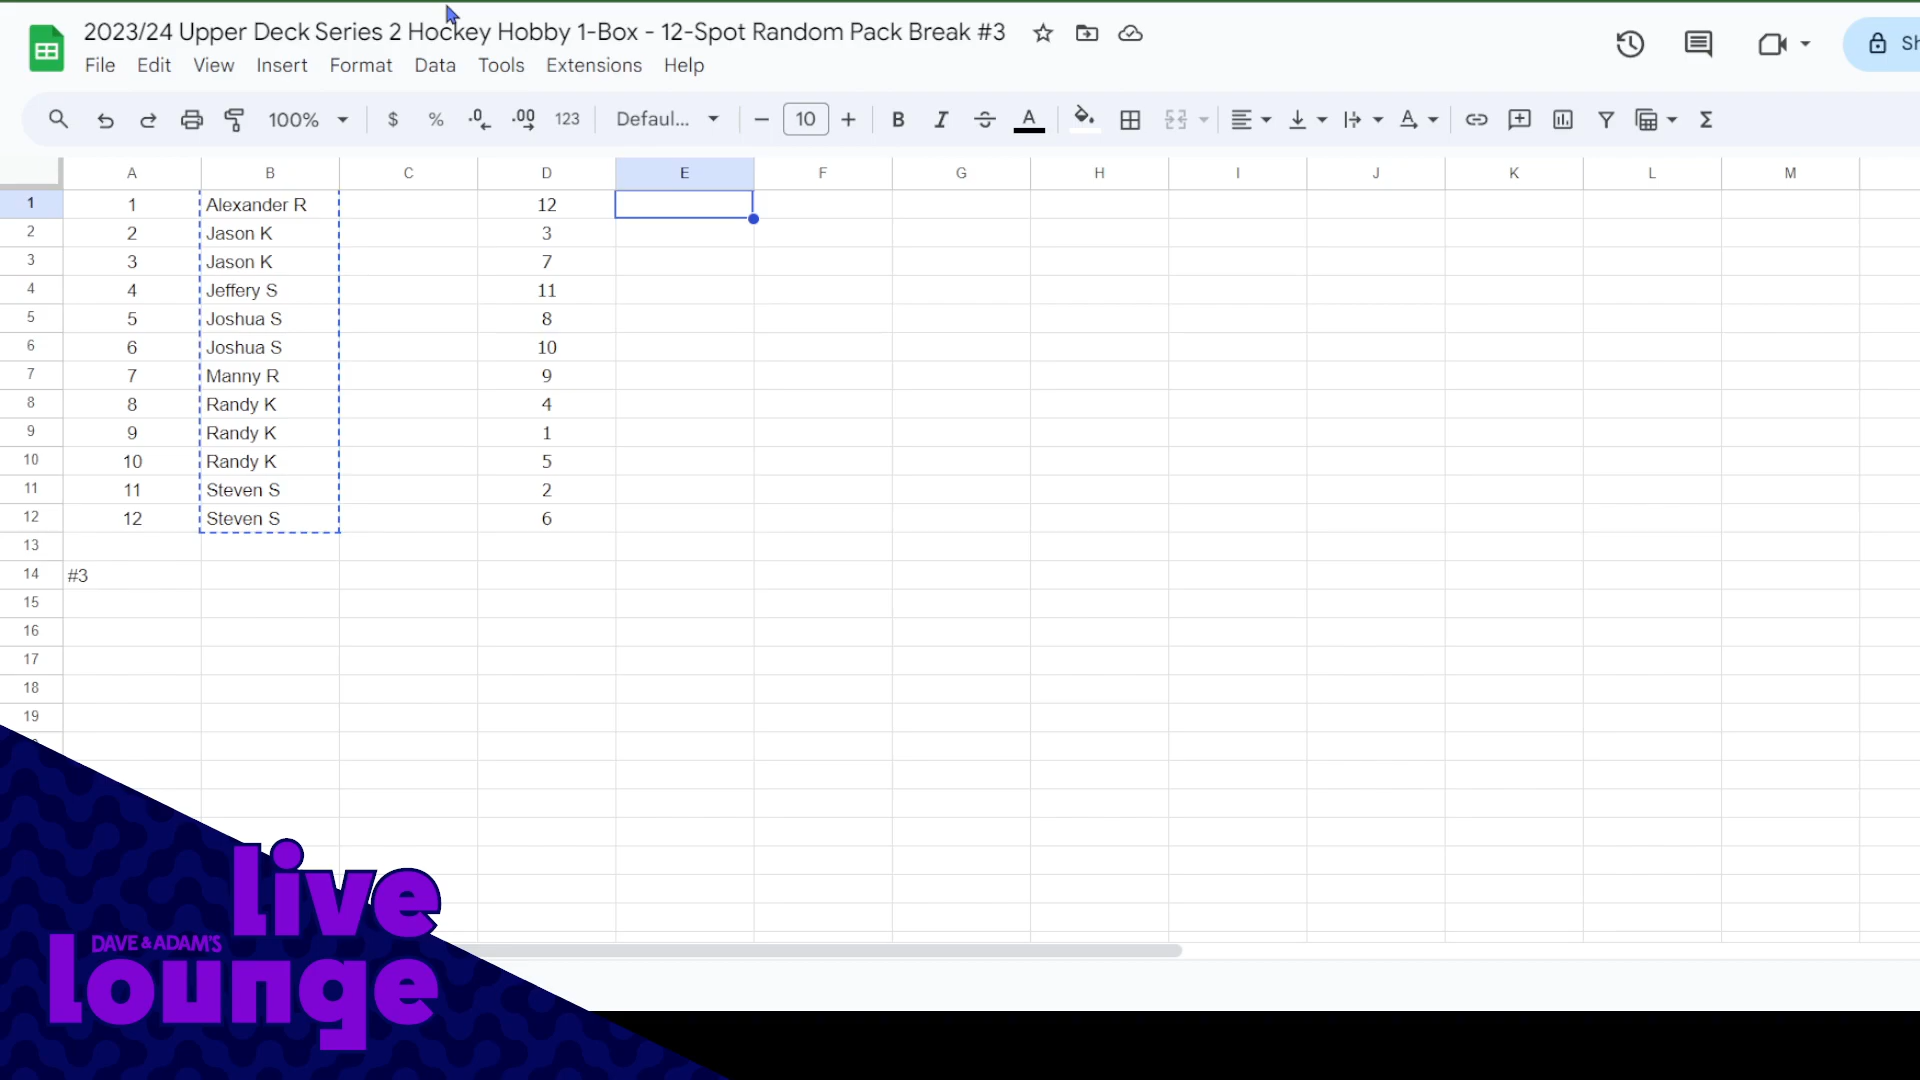 2023/24 Upper Deck Series 2 Hockey Hobby 1-Box - 12-Spot Random Pack Break #3
Sh
File Edit View Insert Format Data Tools Extensions Help
100% $ % .0 .00 123 Defaul... 10 B I S A Σ
A B C D E F G H I J K L M
1 1 Alexander R 12
2 2 Jason K 3
3 3 Jason K 7
4 4 Jeffery S 11
5 5 Joshua S 8
6 6 Joshua S 10
7 7 Manny R 9
8 8 Randy K 4
9 9 Randy K 1
10 10 Randy K 5
11 11 Steven S 2
12 12 Steven S 6
13
14 #3
15
16
17
18
19
live
DAVE & ADAM'S
lounge